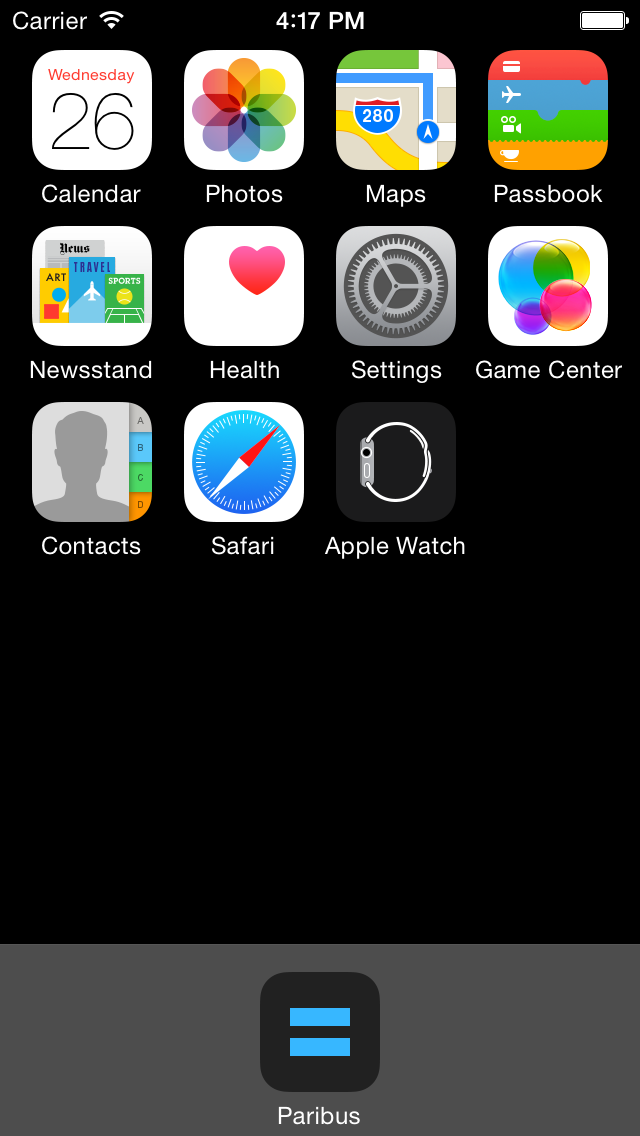 Carrier 4:17 PM
Wednesday
26
280
Calendar Photos Maps Passbook
News
TRAVEL
ART
SPORTS
Newsstand Health Settings Game Center
A
B
C
D
Contacts Safari Apple Watch
Paribus